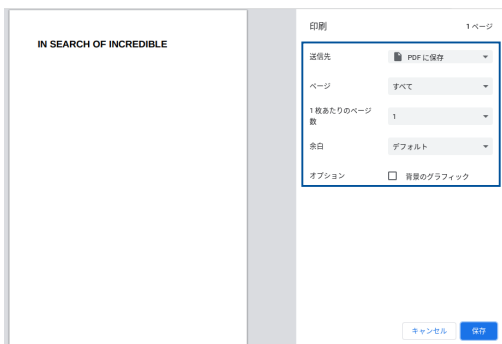 IN SEARCH OF INCREDIBLE
印刷
1 ページ
送信先
PDF に保存
ページ
すべて
1 枚あたりのページ
数
1
余白
デフォルト
オプション
背景のグラフィック
キャンセル
保存